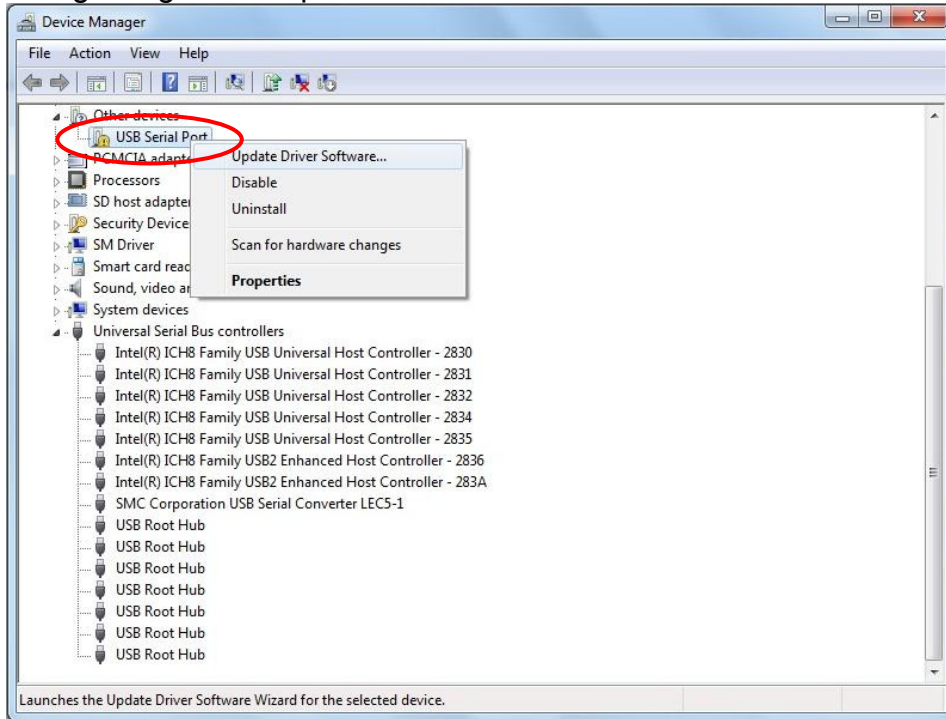 Device Manager
File Action View Help
Other devices
USB Serial Port
PCMCIA adapte
Update Driver Software...
Processors
Disable
SD host adapter
Uninstall
Security Device
SM Driver
Scan for hardware changes
Smart card read
Sound, video an
Properties
System devices
Universal Serial Bus controllers
Intel(R) ICH8 Family USB Universal Host Controller - 2830
Intel(R) ICH8 Family USB Universal Host Controller - 2831
Intel(R) ICH8 Family USB Universal Host Controller - 2832
Intel(R) ICH8 Family USB Universal Host Controller - 2834
Intel(R) ICH8 Family USB Universal Host Controller - 2835
Intel(R) ICH8 Family USB2 Enhanced Host Controller - 2836
Intel(R) ICH8 Family USB2 Enhanced Host Controller - 283A
SMC Corporation USB Serial Converter LEC5-1
USB Root Hub
USB Root Hub
USB Root Hub
USB Root Hub
USB Root Hub
USB Root Hub
USB Root Hub
Launches the Update Driver Software Wizard for the selected device.